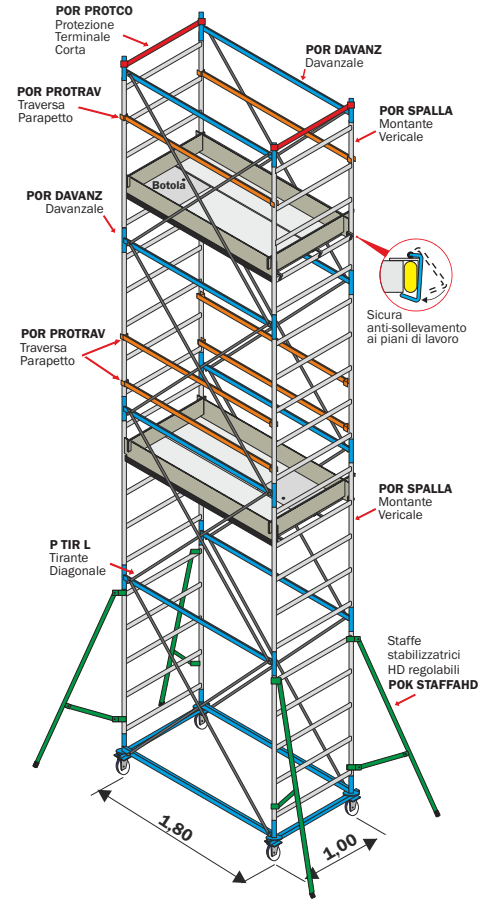 POR PROTCO
Protezione
Terminale
Corta
POR DAVANZ
Davanzale
POR PROTRAV
Traversa
Parapetto
POR SPALLA
Montante
Vericale
Botola
POR DAVANZ
Davanzale
Sicura
anti-sollevamento
ai piani di lavoro
POR PROTRAV
Traversa
Parapetto
POR SPALLA
Montante
Vericale
P TIR L
Tirante
Diagonale
Staffe
stabilizzatrici
HD regolabili
POK STAFFAHD
1,80
1,00